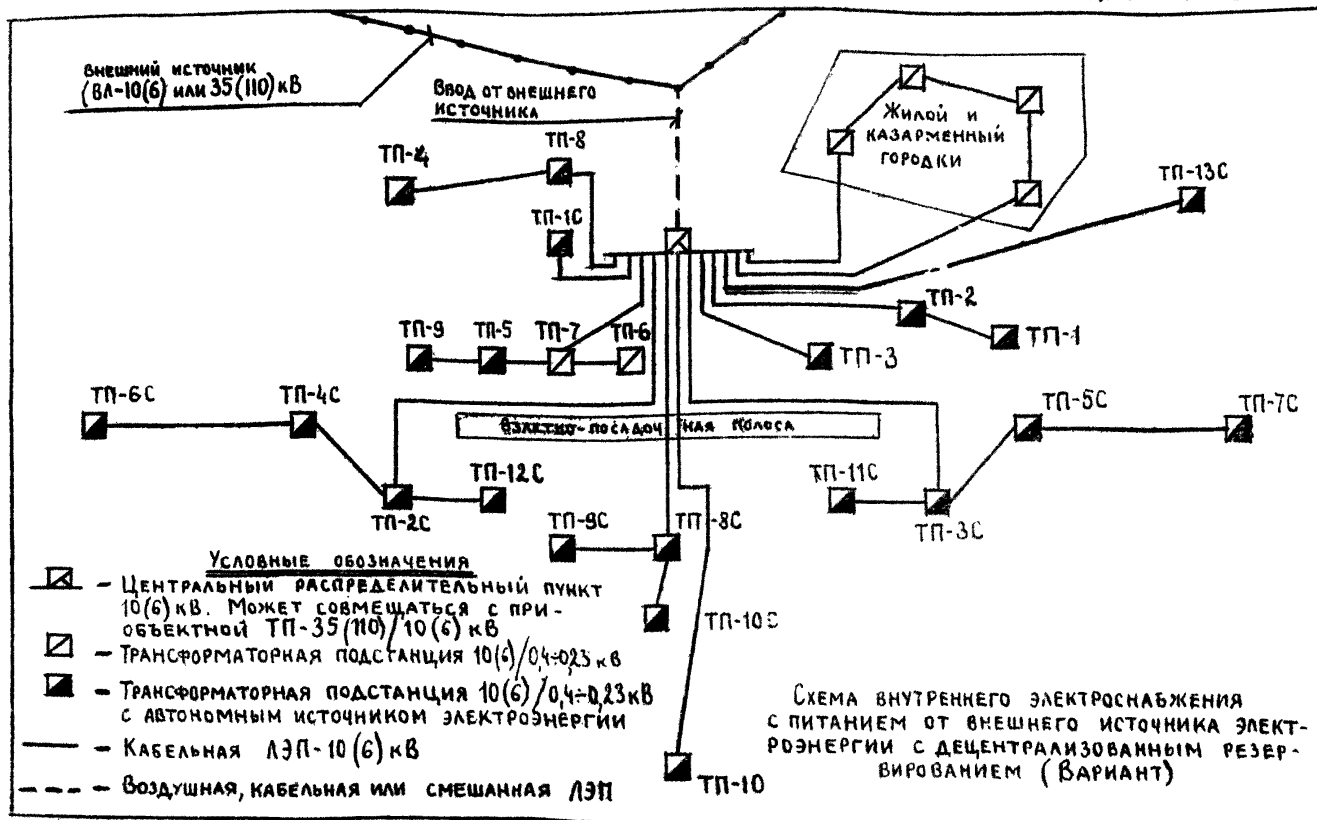 Внешний источник
(ВЛ-10(6) или 35(110) кВ
Ввод от внешнего
источника
Жилой и
казарменный
городки
ТП-4
ТП-8
ТП-13С
ТП-1С
ТП-2
ТП-1
ТП-9
ТП-5
ТП-7
ТП-6
ТП-3
ТП-6С
ТП-4С
ТП-5С
ТП-7С
Взлетно-посадочная полоса
ТП-12С
ТП-11С
ТП-2С
ТП-3С
ТП-9С
ТП-8С
ТП-10С
ТП-10
Условные обозначения
- Центральный распределительный пункт
10(6) кВ. Может совмещаться с при-
объектной ТП-35(110)/10(6) кВ
- Трансформаторная подстанция 10(6)/0,4÷0,23 кВ
- Трансформаторная подстанция 10(6)/0,4÷0,23 кВ
с автономным источником электроэнергии
- Кабельная ЛЭП-10(6) кВ
- Воздушная, кабельная или смешанная ЛЭП
Схема внутреннего электроснабжения
с питанием от внешнего источника элект-
роэнергии с децентрализованным резер-
вированием (Вариант)